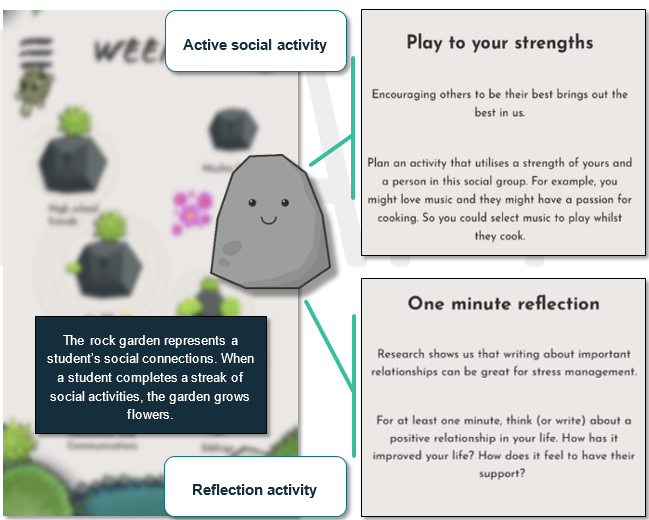 Active social activity
Play to your strengths
Encouraging others to be their best brings out the
best in us.
Plan an activity that utilises a strength of yours and
a person in this social group. For example, you
might love music and they might have a passion for
cooking. So you could select music to play whilst
they cook.
High school
friends
The rock garden represents a
student's social connections. When
a student completes a streak of
social activities, the garden grows
flowers.
One minute reflection
Research shows us that writing about important
relationships can be great for stress management.
For at least one minute, think (or write) about a
positive relationship in your life. How has it
improved your life? How does it feel to have their
support?
Communications
Siblings
Reflection activity